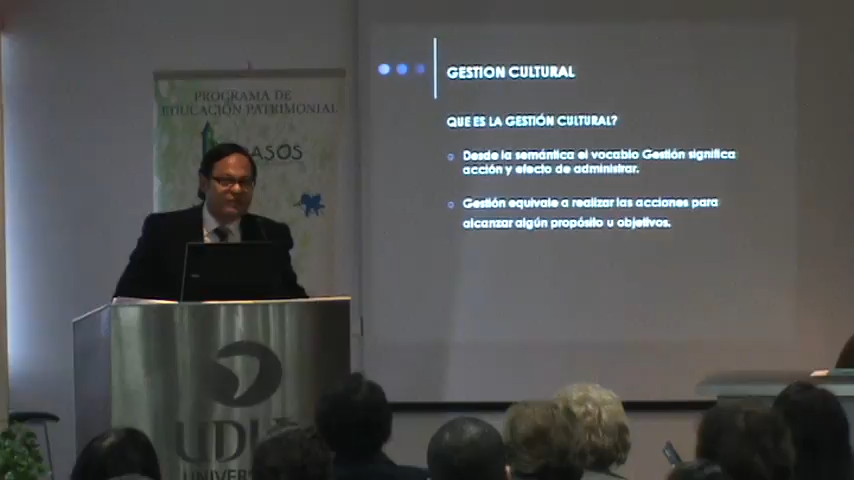 PROGRAMA DE
EDUCACIÓN PATRIMONIAL
PASOS
GESTION CULTURAL
QUE ES LA GESTIÓN CULTURAL?
Desde la semántica el vocablo Gestión significa
acción y efecto de administrar.
Gestión equivale a realizar las acciones para
alcanzar algún propósito u objetivos.